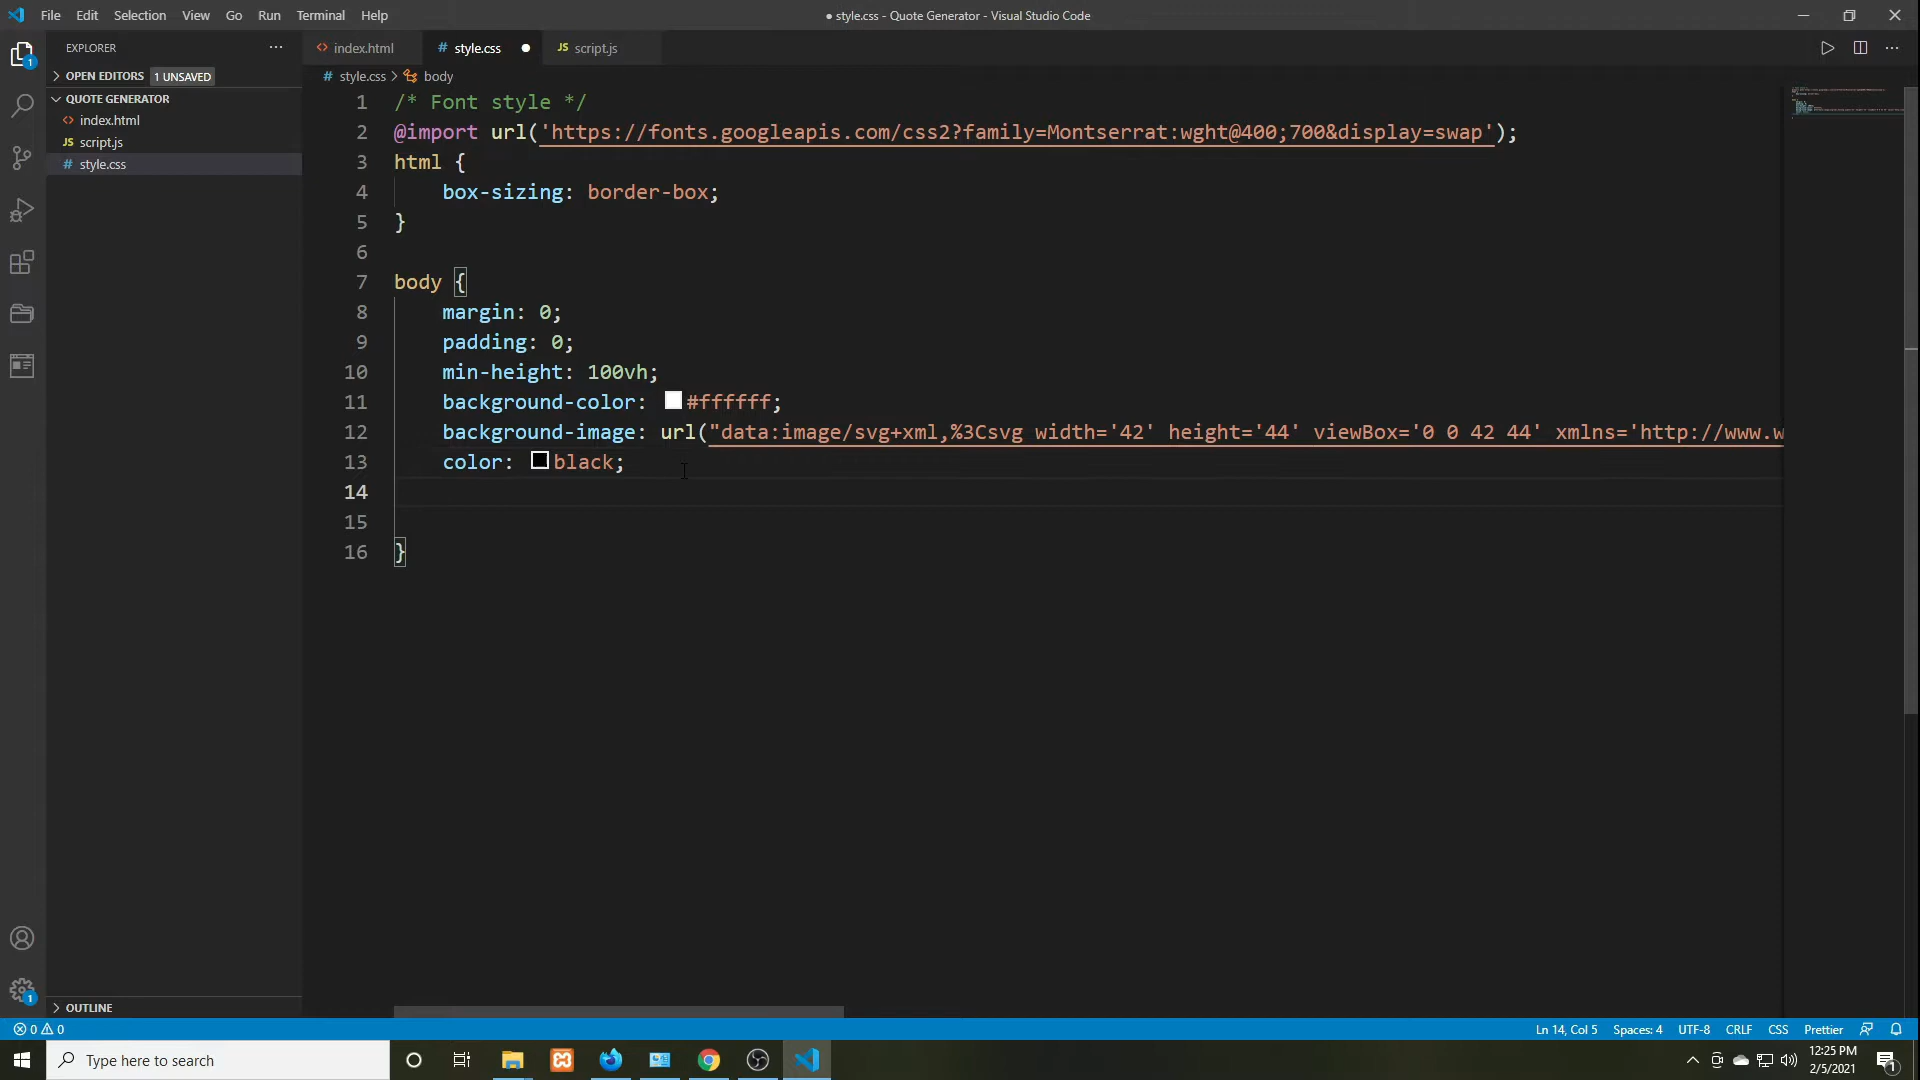 File Edit Selection View Go Run Terminal Help
● style.css - Quote Generator - Visual Studio Code
EXPLORER
OPEN EDITORS 1 UNSAVED
QUOTE GENERATOR
index.html
JS script.js
# style.css
OUTLINE
index.html
# style.css
JS script.js
# style.css > body
1 /* Font style */
2 @import url('https://fonts.googleapis.com/css2?family=Montserrat:wght@400;700&display=swap');
3 html {
4 box-sizing: border-box;
5 }
6
7 body {
8 margin: 0;
9 padding: 0;
10 min-height: 100vh;
11 background-color: #ffffff;
12 background-image: url("data:image/svg+xml,%3Csvg width='42' height='44' viewBox='0 0 42 44' xmlns='http://www.w
13 color: black;
14
15
16 }
1
1
0 0
Ln 14, Col 5 Spaces: 4 UTF-8 CRLF CSS Prettier
Type here to search
12:25 PM
2/5/2021
1